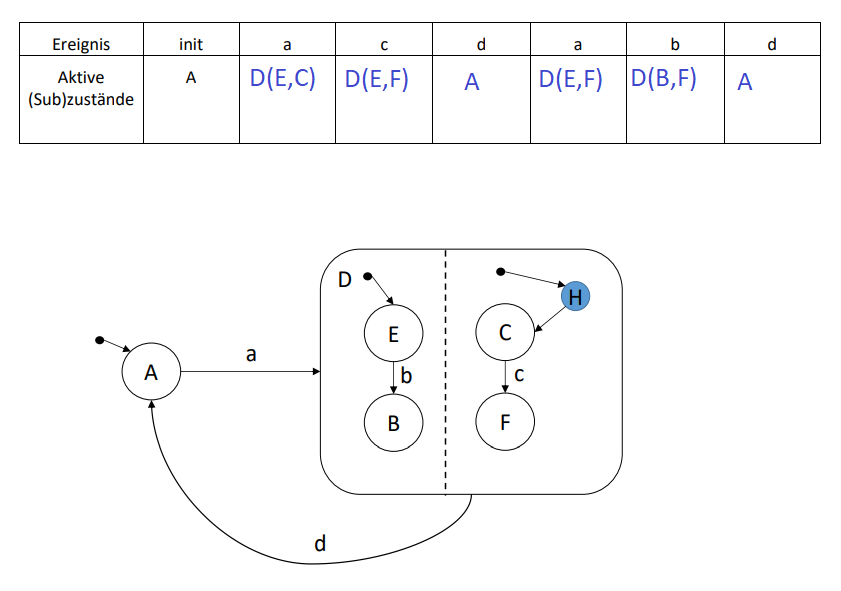 Ereignis init a c d a b d
Aktive (Sub)zustände A D(E,C) D(E,F) A D(E,F) D(B,F) A
D
H
E
C
A
a
b
c
B
F
d